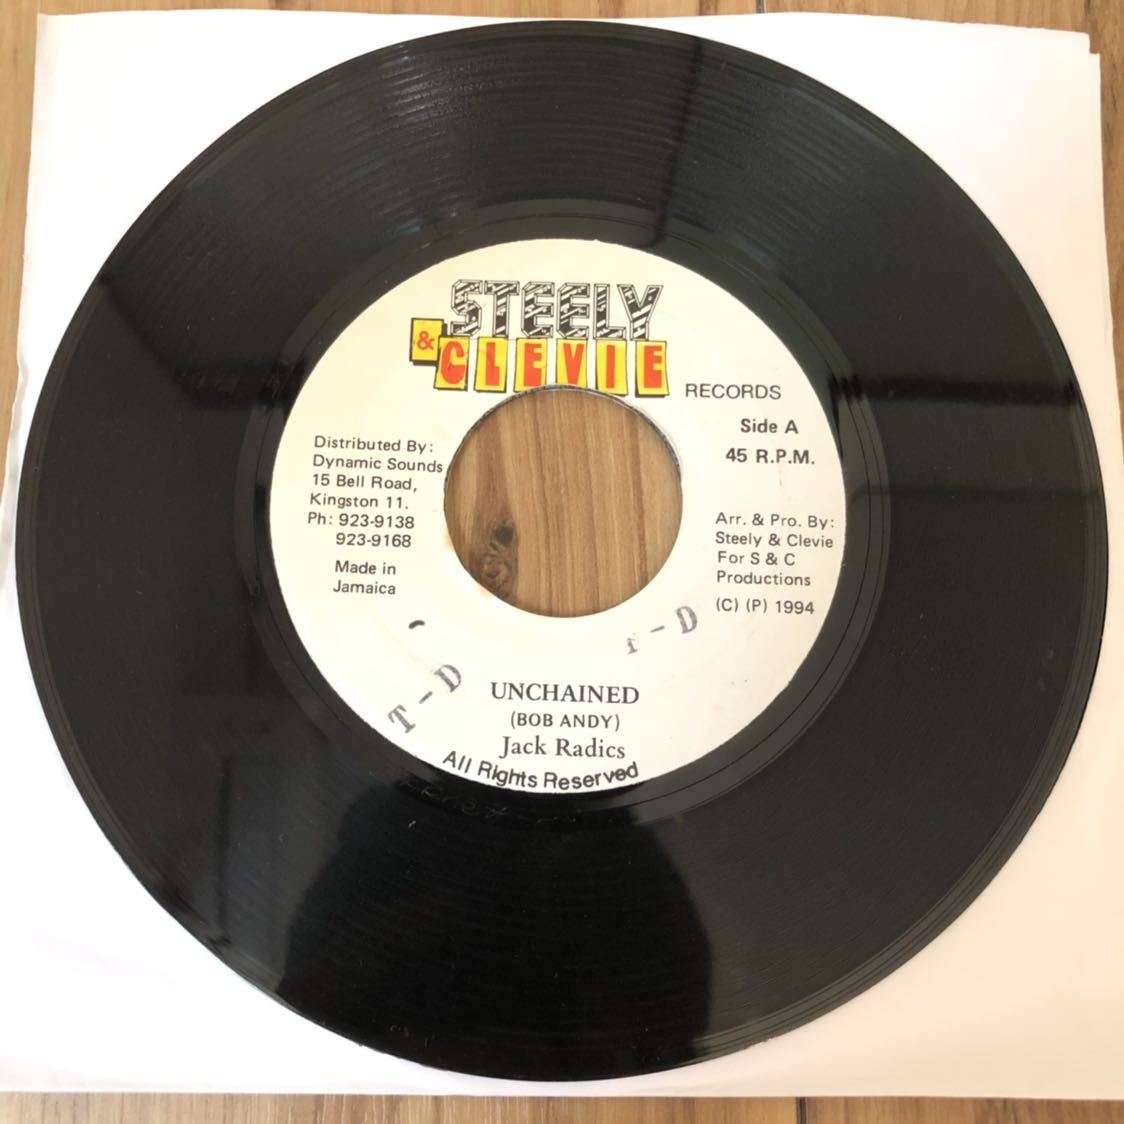 STEELY
& CLEVIE
RECORDS
Side A
45 R.P.M.
Distributed By:
Dynamic Sounds
15 Bell Road,
Kingston 11.
Ph: 923-9138
923-9168
Made in
Jamaica
Arr. & Pro. By:
Steely & Clevie
For S & C
Productions
(C) (P) 1994
T-D
T-D
UNCHAINED
(BOB ANDY)
Jack Radics
All Rights Reserved